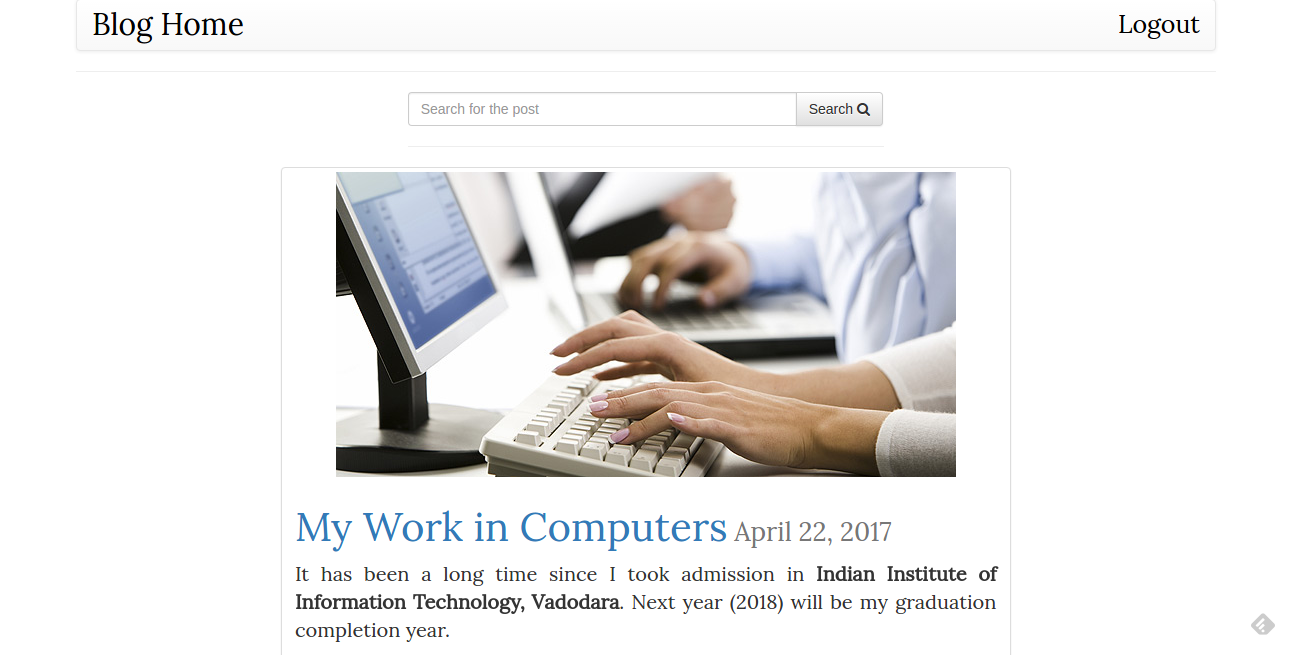 Blog Home
Logout
Search for the post
Search
My Work in Computers April 22, 2017
It has been a long time since I took admission in Indian Institute of
Information Technology, Vadodara. Next year (2018) will be my graduation
completion year.